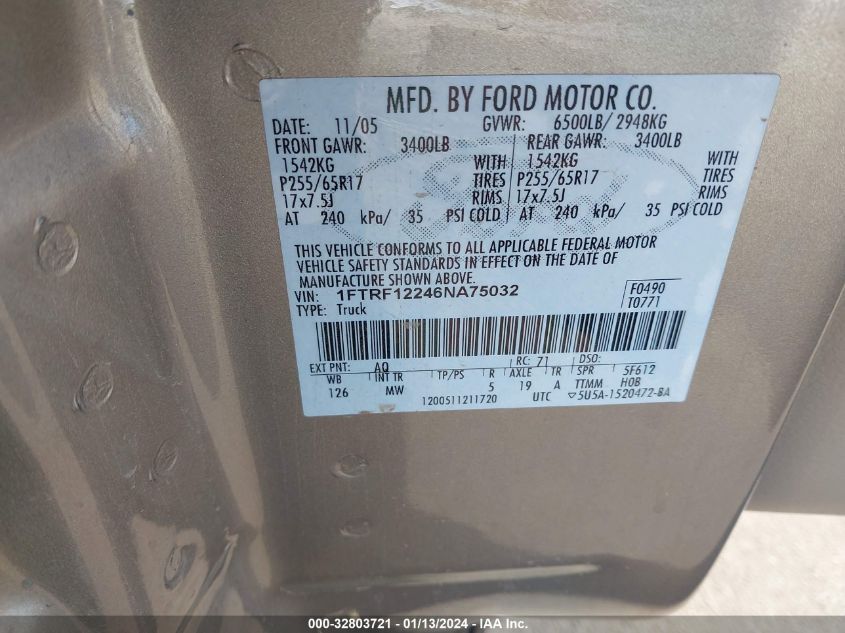 MFD. BY FORD MOTOR CO.
DATE: 11/05 GVWR: 6500LB/ 2948KG
FRONT GAWR: 3400LB REAR GAWR: 3400LB
1542KG WITH 1542KG WITH
P255/65R17 TIRES P255/65R17 TIRES
17x7.5J RIMS 17x7.5J RIMS
AT 240 kPa/ 35 PSI COLD AT 240 kPa/ 35 PSI COLD
THIS VEHICLE CONFORMS TO ALL APPLICABLE FEDERAL MOTOR
VEHICLE SAFETY STANDARDS IN EFFECT ON THE DATE OF
MANUFACTURE SHOWN ABOVE.
VIN: 1FTRF12246NA75032 F0490
TYPE: Truck T0771
EXT PNT: AQ RC: 71 DSO:
WB INT TR TP/PS R AXLE TR SPR 5F612
126 MW 5 19 A TTMM HOB
1200511211720 UTC ▽5U5A-1520472-BA
000-32803721 - 01/13/2024 - IAA Inc.